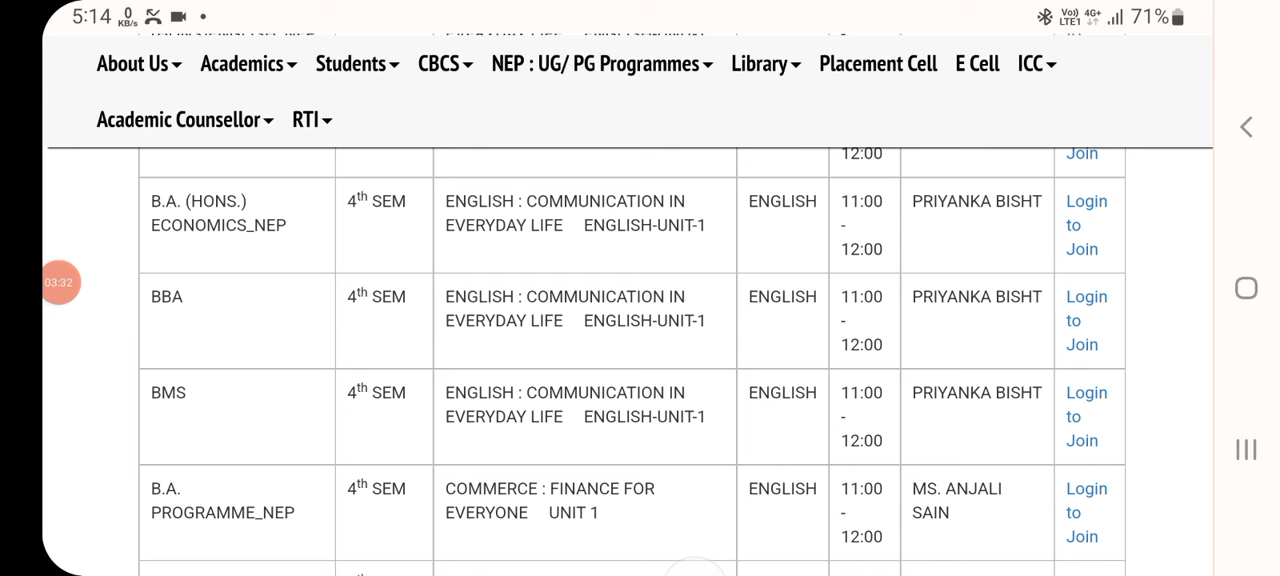 5:14 0 KB/s Vo) LTE1 4G+ 71%
About Us Academics Students CBCS NEP : UG/ PG Programmes Library Placement Cell E Cell ICC
Academic Counsellor RTI
12:00 Join
B.A. (HONS.) 4th SEM ENGLISH : COMMUNICATION IN ENGLISH 11:00 PRIYANKA BISHT Login
ECONOMICS_NEP EVERYDAY LIFE ENGLISH-UNIT-1 - to
12:00 Join
03:32
BBA 4th SEM ENGLISH : COMMUNICATION IN ENGLISH 11:00 PRIYANKA BISHT Login
EVERYDAY LIFE ENGLISH-UNIT-1 - to
12:00 Join
BMS 4th SEM ENGLISH : COMMUNICATION IN ENGLISH 11:00 PRIYANKA BISHT Login
EVERYDAY LIFE ENGLISH-UNIT-1 - to
12:00 Join
B.A. 4th SEM COMMERCE : FINANCE FOR ENGLISH 11:00 MS. ANJALI Login
PROGRAMME_NEP EVERYONE UNIT 1 - SAIN to
12:00 Join